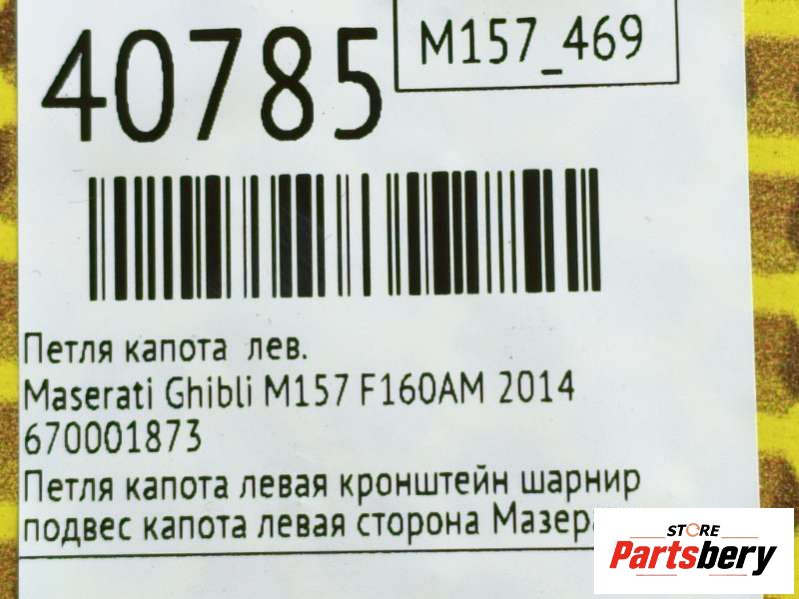 40785
M157_469
Петля капота лев.
Maserati Ghibli M157 F160AM 2014
670001873
Петля капота левая кронштейн шарнир
подвес капота левая сторона
STORE
Partsbery